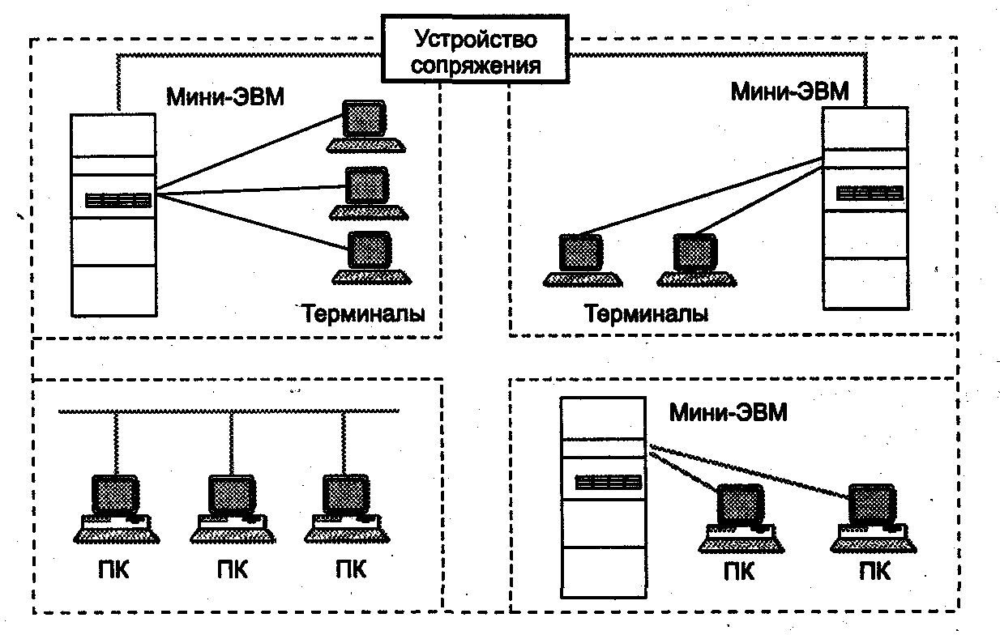 Устройство
сопряжения
Мини-ЭВМ
Мини-ЭВМ
Терминалы
Терминалы
Мини-ЭВМ
ПК
ПК
ПК
ПК
ПК